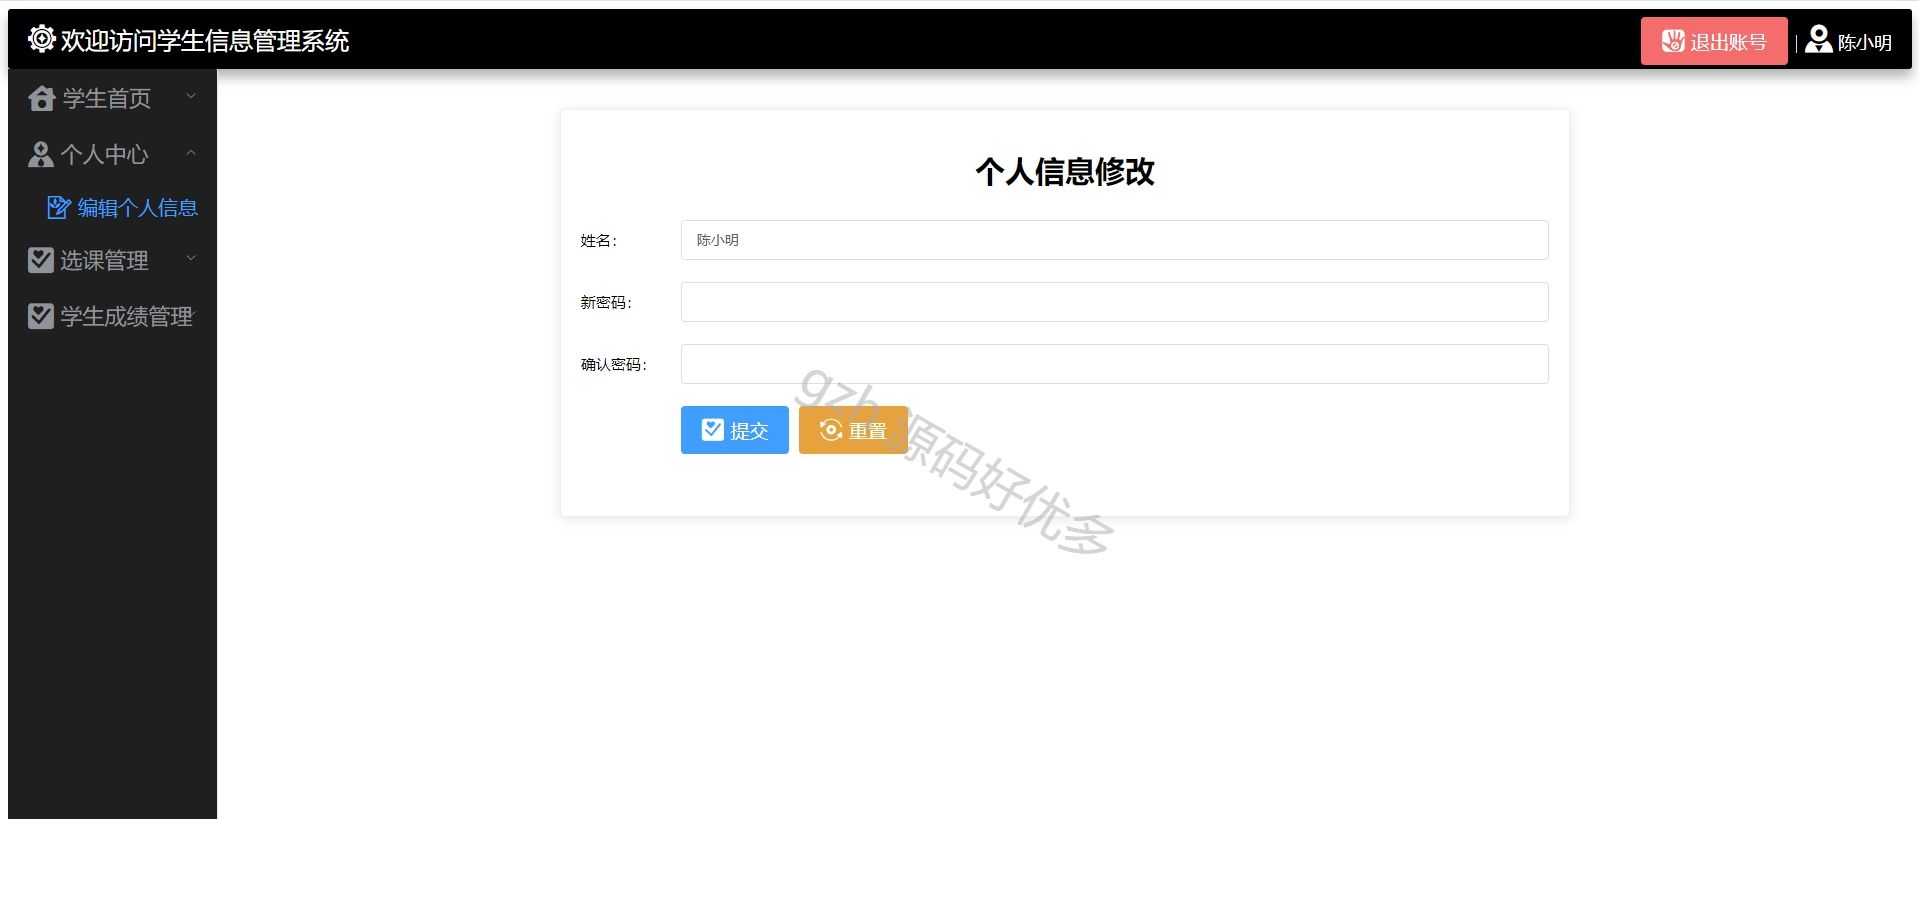 欢迎访问学生信息管理系统
退出账号 | 陈小明
学生首页
个人中心
编辑个人信息
选课管理
学生成绩管理
个人信息修改
姓名： 陈小明
新密码：
确认密码：
提交 重置
gzh 源码好优多